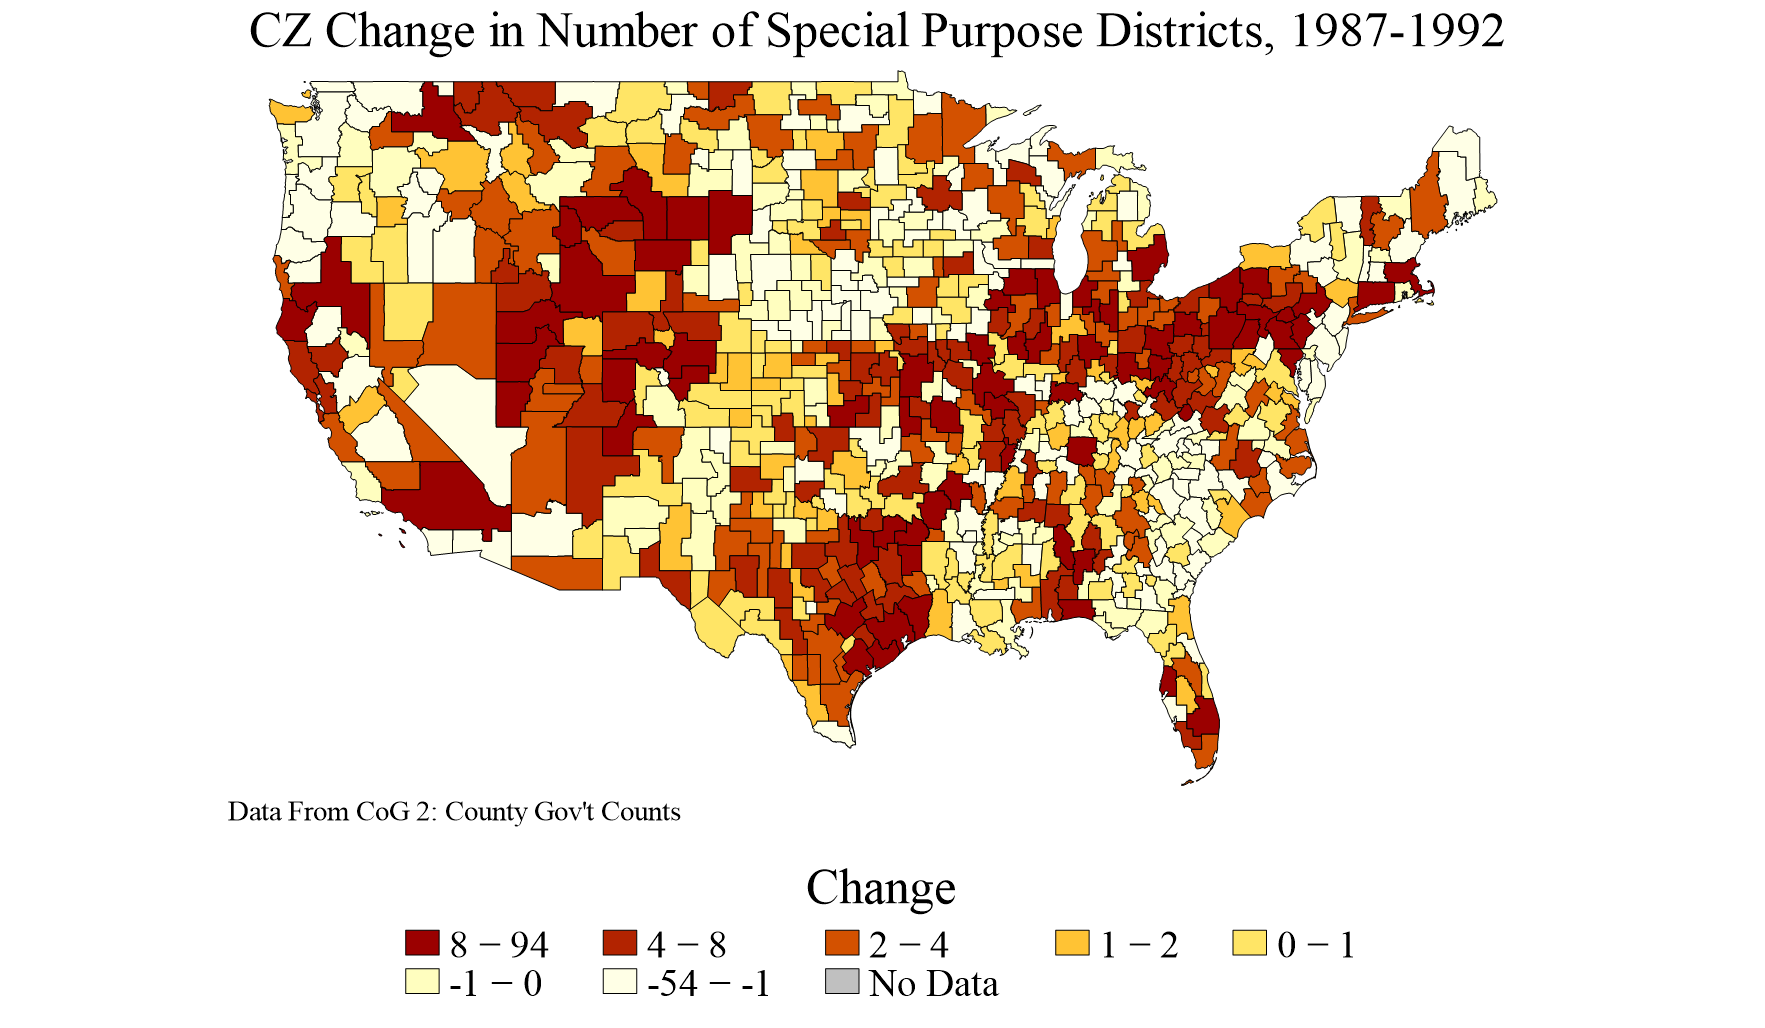 CZ Change in Number of Special Purpose Districts, 1987-1992
Data From CoG 2: County Gov't Counts
Change
8 − 94 4 − 8 2 − 4 1 − 2 0 − 1
-1 − 0 -54 − -1 No Data